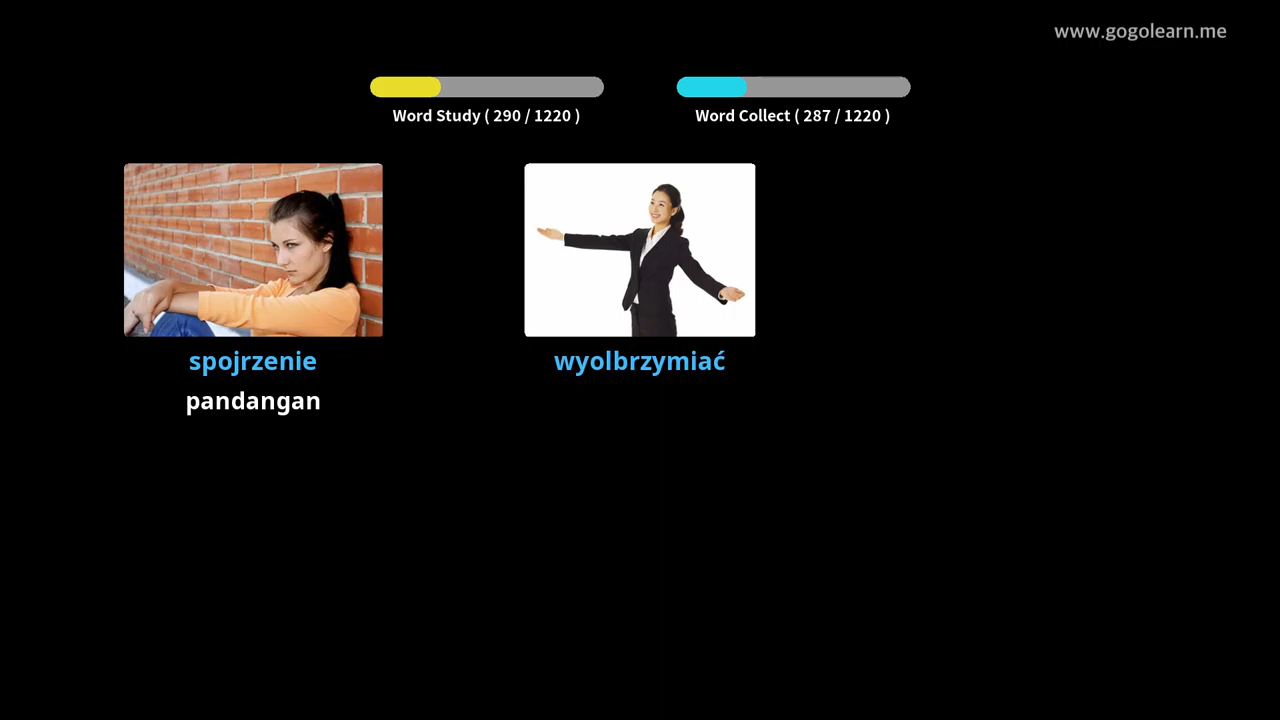 www.gogolearn.me
Word Study ( 290 / 1220 )
Word Collect ( 287 / 1220 )
spojrzenie
pandangan
wyolbrzymiać